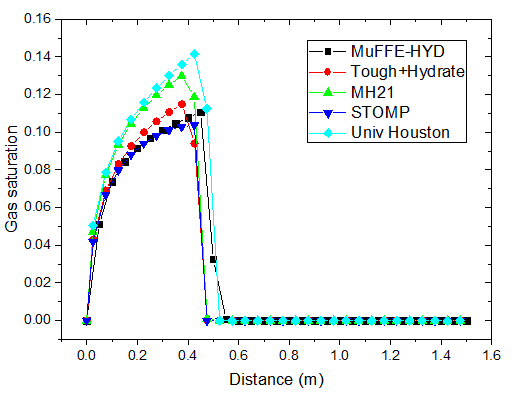 0.16
0.14
0.12
0.10
0.08
0.06
0.04
0.02
0.00
Gas saturation
MuFFE-HYD
Tough+Hydrate
MH21
STOMP
Univ Houston
0.0 0.2 0.4 0.6 0.8 1.0 1.2 1.4 1.6
Distance (m)